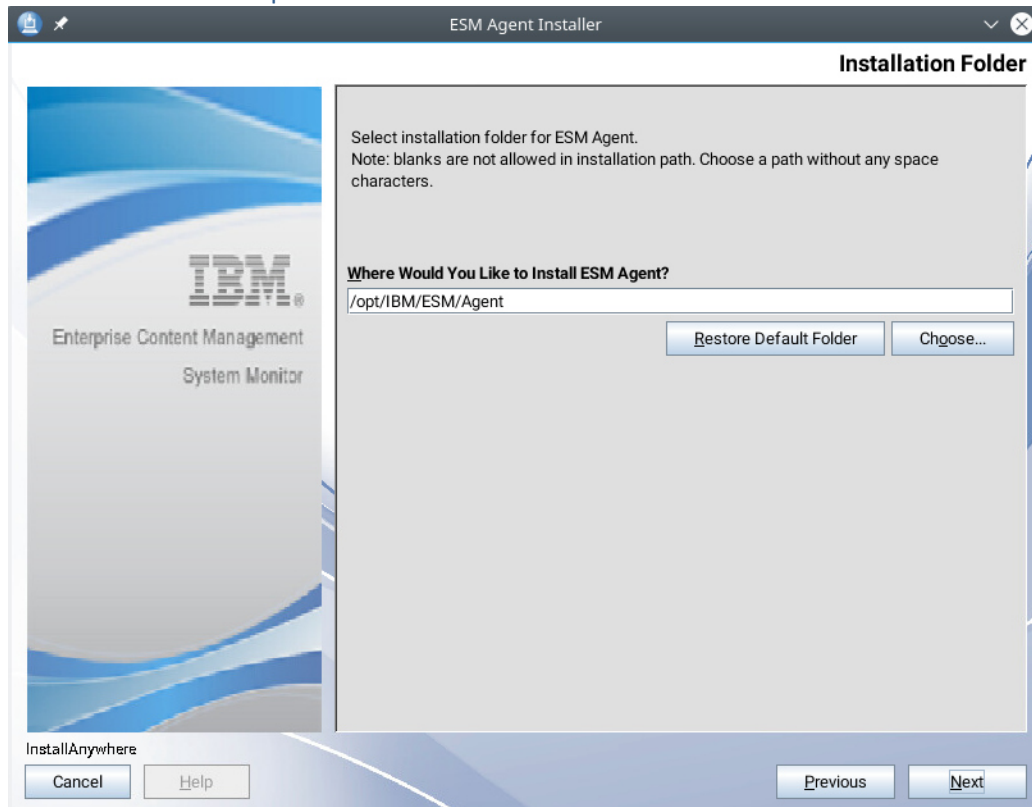 ESM Agent Installer
Installation Folder
Select installation folder for ESM Agent.
Note: blanks are not allowed in installation path. Choose a path without any space
characters.
IBM®
Enterprise Content Management
System Monitor
Where Would You Like to Install ESM Agent?
/opt/IBM/ESM/Agent
Restore Default Folder
Choose...
InstallAnywhere
Cancel
Help
Previous
Next